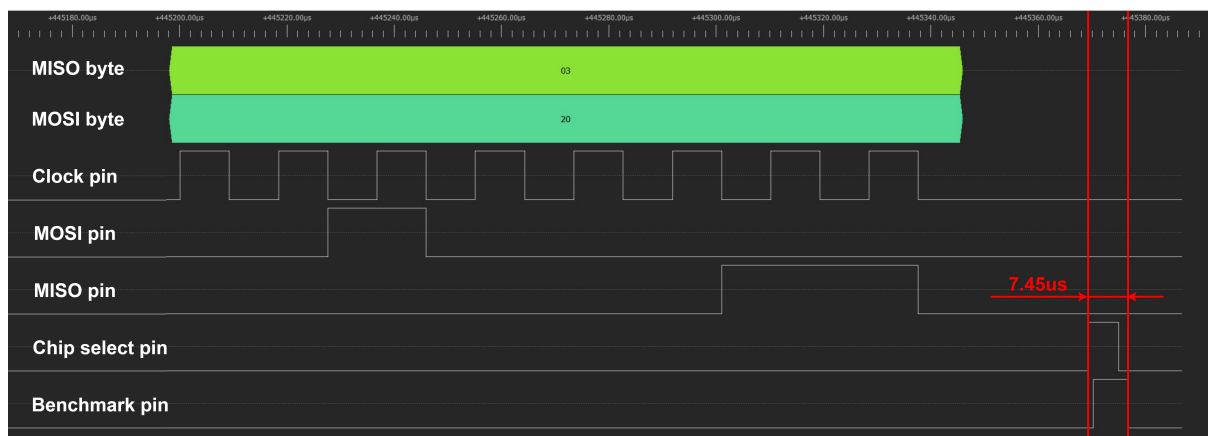 +445180.00µs +445200.00µs +445220.00µs +445240.00µs +445260.00µs +445280.00µs +445300.00µs +445320.00µs +445340.00µs +445360.00µs +445380.00µs
MISO byte 03
MOSI byte 20
Clock pin
MOSI pin
MISO pin
7.45us
Chip select pin
Benchmark pin